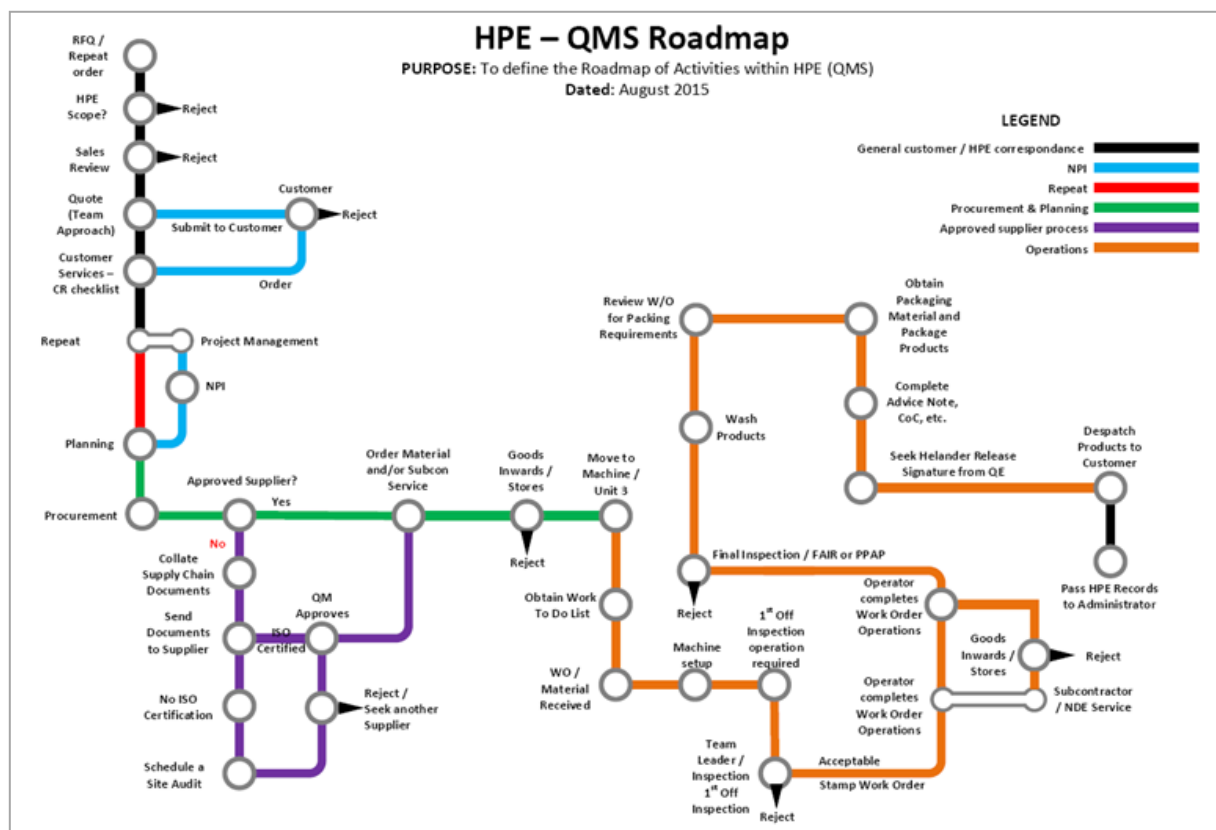 HPE – QMS Roadmap
PURPOSE: To define the Roadmap of Activities within HPE (QMS)
Dated: August 2015
LEGEND
General customer / HPE correspondance
NPI
Repeat
Procurement & Planning
Approved supplier process
Operations
RFQ /
Repeat
order
HPE
Scope?
Reject
Sales
Review
Reject
Quote
(Team
Approach)
Submit to Customer
Customer
Reject
Customer
Services –
CR checklist
Order
Repeat
Project Management
NPI
Planning
Procurement
Approved Supplier?
Yes
No
Collate
Supply Chain
Documents
Send
Documents
to Supplier
ISO
Certified
QM
Approves
No ISO
Certification
Reject /
Seek another
Supplier
Schedule a
Site Audit
Order Material
and/or Subcon
Service
Goods
Inwards /
Stores
Reject
Move to
Machine /
Unit 3
Obtain Work
To Do List
WO /
Material
Received
Machine
setup
1st Off
Inspection
operation
required
Team
Leader /
Inspection
1st Off
Inspection
Reject
Acceptable
Stamp Work Order
Operator
completes
Work Order
Operations
Subcontractor
/ NDE Service
Goods
Inwards /
Stores
Reject
Operator
completes
Work Order
Operations
Final Inspection / FAIR or PPAP
Reject
Wash
Products
Review W/O
for Packing
Requirements
Obtain
Packaging
Material and
Package
Products
Complete
Advice Note,
CoC, etc.
Seek Helander Release
Signature from QE
Despatch
Products to
Customer
Pass HPE Records
to Administrator